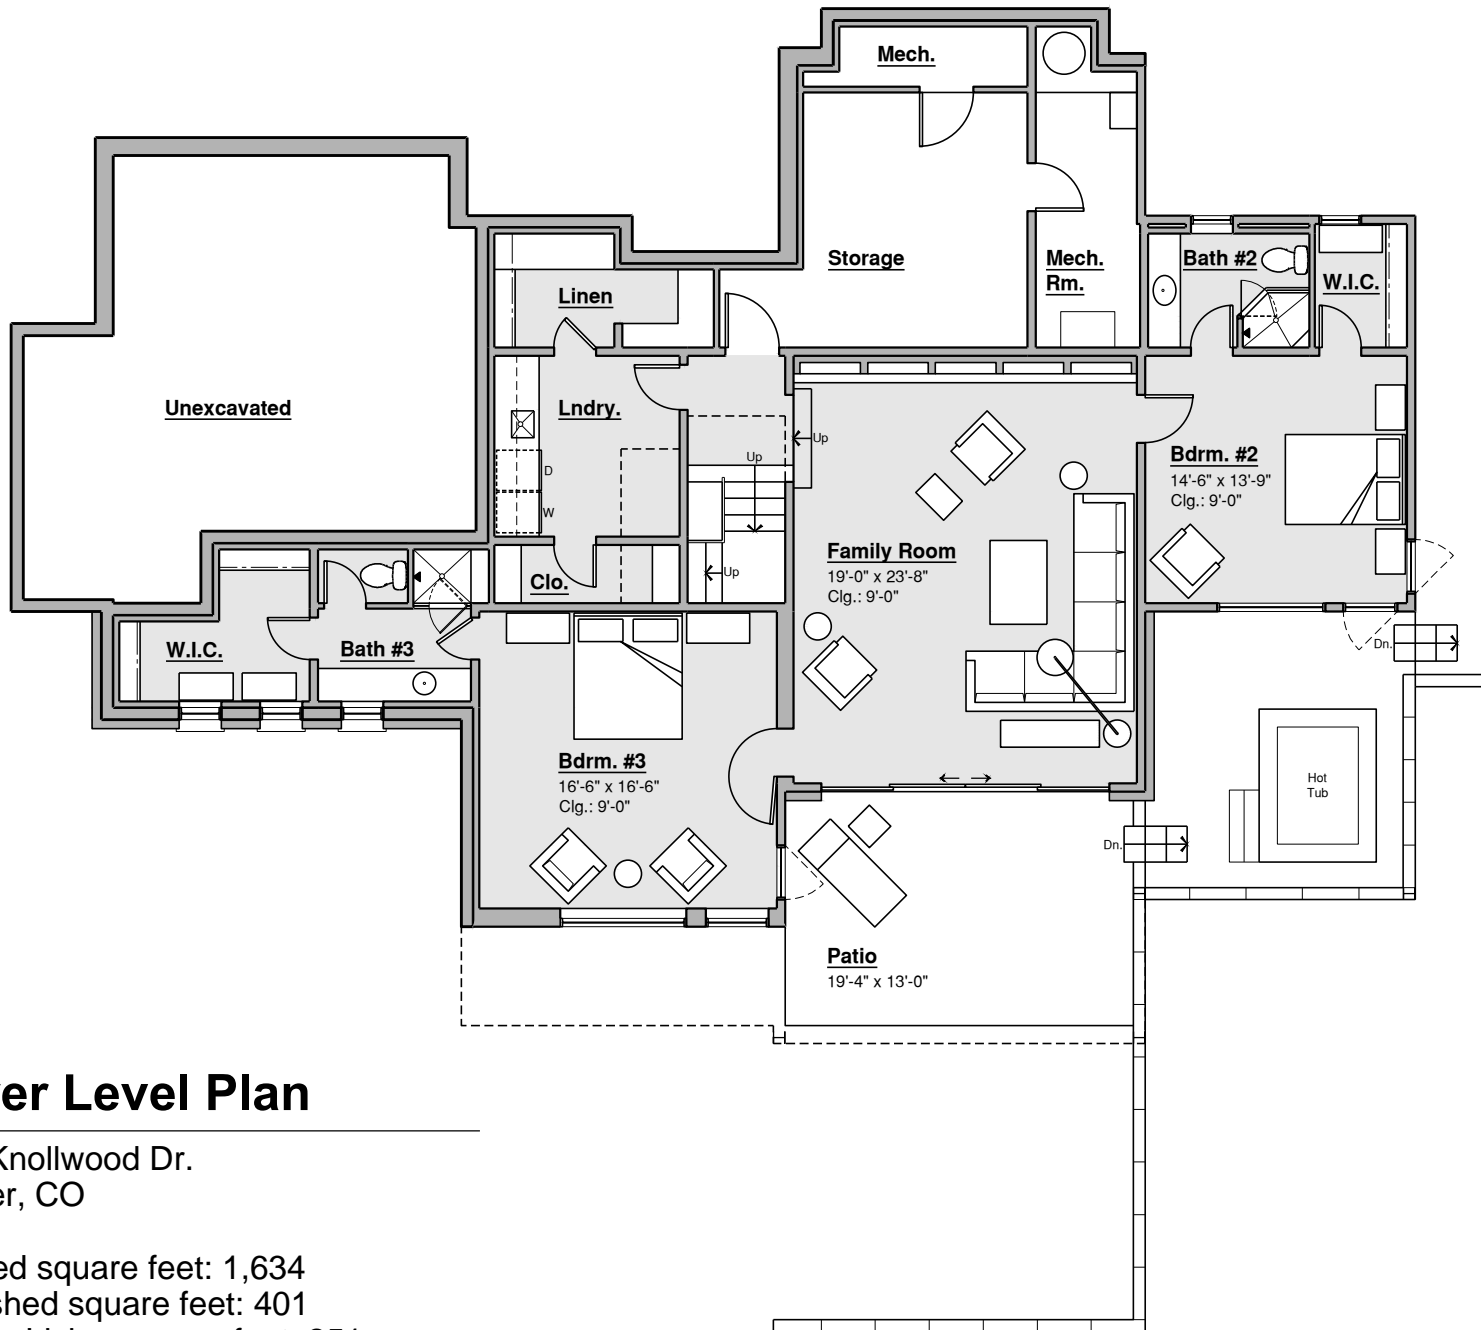 Mech.
Storage
Mech.
Rm.
Bath #2
W.I.C.
Linen
Unexcavated
Lndry.
D
W
Up
Up
Up
Clo.
Family Room
19'-0" x 23'-8"
Clg.: 9'-0"
Bdrm. #2
14'-6" x 13'-9"
Clg.: 9'-0"
W.I.C.
Bath #3
Dn.
Bdrm. #3
16'-6" x 16'-6"
Clg.: 9'-0"
Hot
Tub
Dn.
Patio
19'-4" x 13'-0"
er Level Plan
Knollwood Dr.
er, CO
ed square feet: 1,634
shed square feet: 401